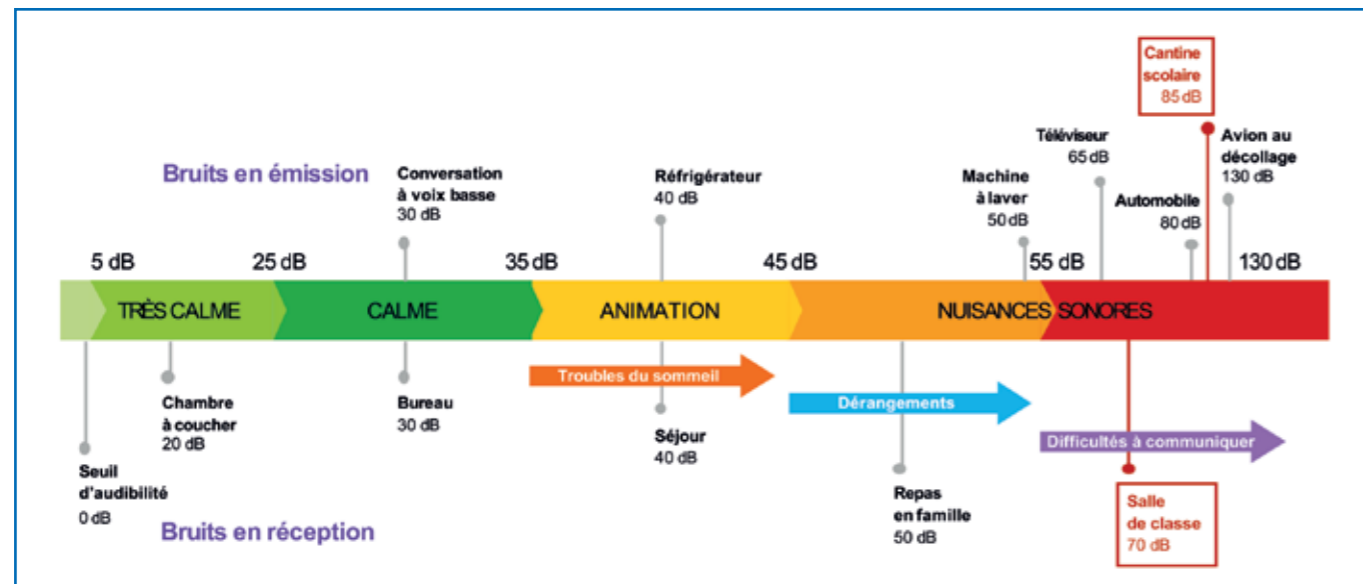 Cantine
scolaire
85 dB
Bruits en émission
Conversation
à voix basse
30 dB
Réfrigérateur
40 dB
Machine
à laver
50 dB
Téléviseur
65 dB
Automobile
80 dB
Avion au
décollage
130 dB
5 dB 25 dB 35 dB 45 dB 55 dB 130 dB
TRÈS CALME CALME ANIMATION NUISANCES SONORES
Troubles du sommeil
Dérangements
Difficultés à communiquer
Seuil
d'audibilité
0 dB
Chambre
à coucher
20 dB
Bureau
30 dB
Séjour
40 dB
Repas
en famille
50 dB
Salle
de classe
70 dB
Bruits en réception